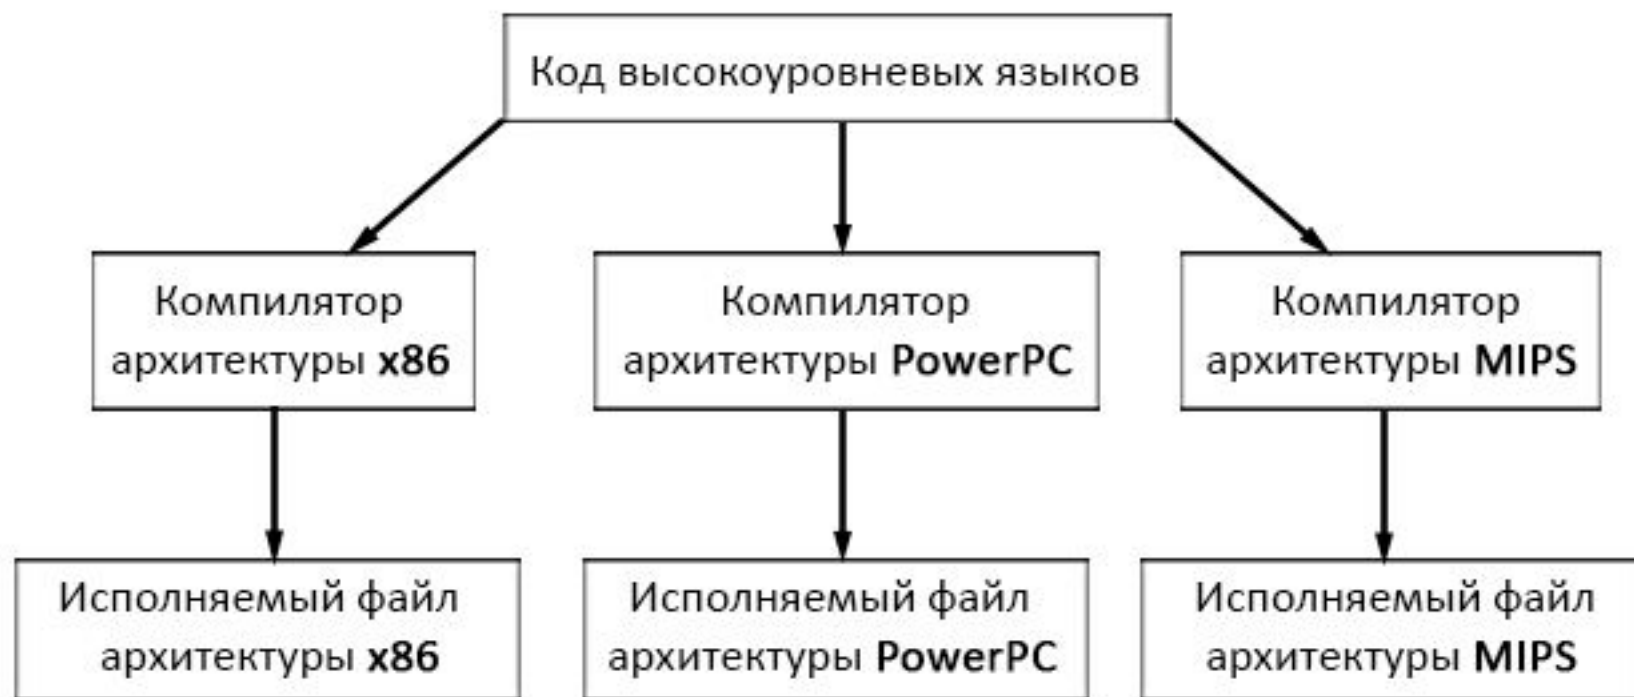 Код высокоуровневых языков
Компилятор
архитектуры x86
Компилятор
архитектуры PowerPC
Компилятор
архитектуры MIPS
Исполняемый файл
архитектуры x86
Исполняемый файл
архитектуры PowerPC
Исполняемый файл
архитектуры MIPS